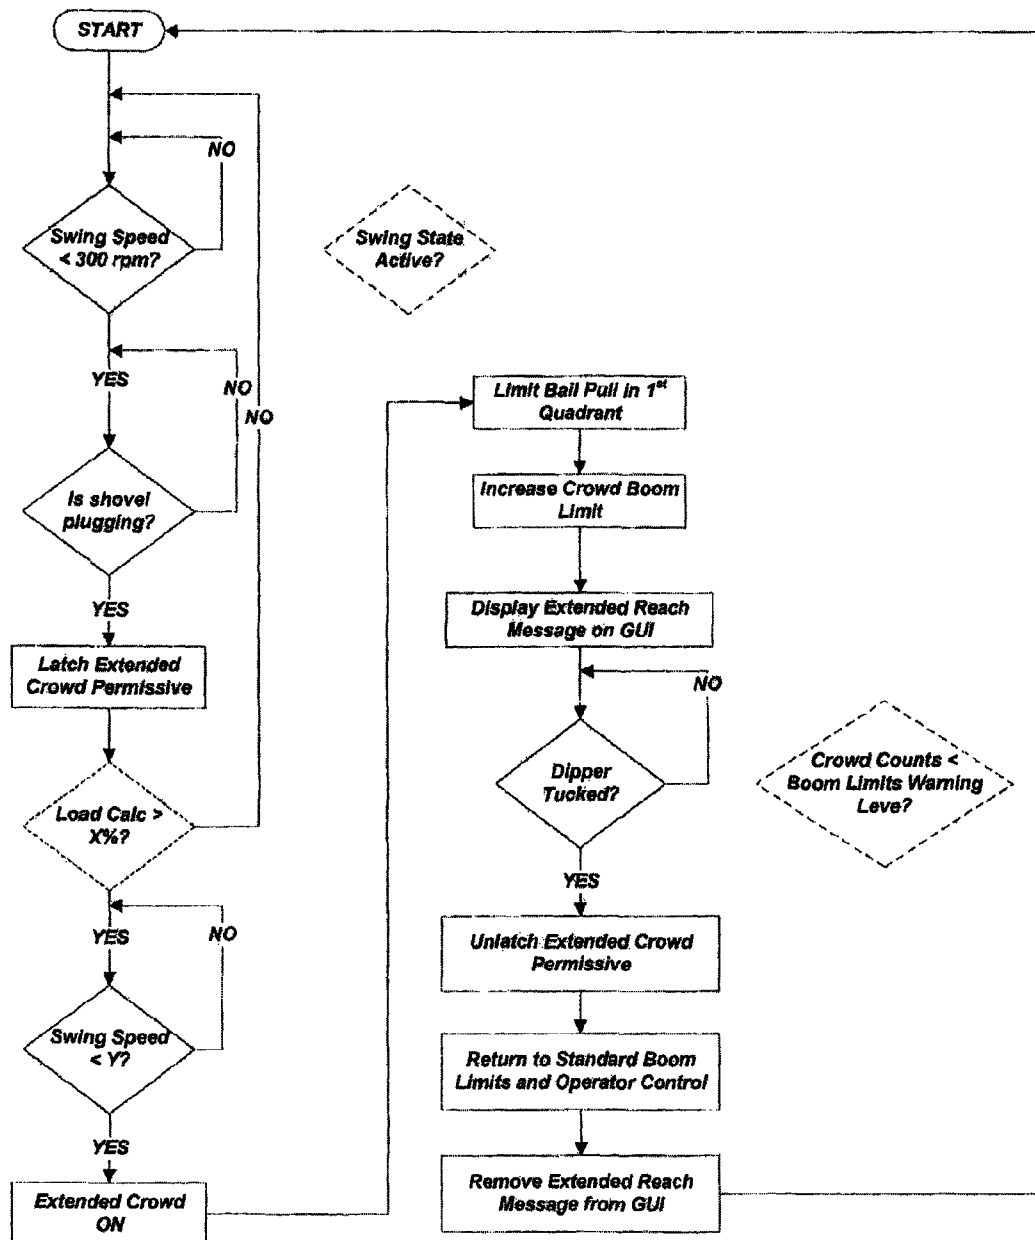 START
NO
Swing Speed
< 300 rpm?
YES
NO
NO
Is shovel
plugging?
YES
Latch Extended
Crowd Permissive
Load Calc >
X%?
YES
NO
Swing Speed
< Y?
YES
Extended Crowd
ON
Swing State
Active?
Limit Bail Pull in 1st
Quadrant
Increase Crowd Boom
Limit
Display Extended Reach
Message on GUI
NO
Dipper
Tucked?
YES
Unlatch Extended Crowd
Permissive
Return to Standard Boom
Limits and Operator Control
Remove Extended Reach
Message from GUI
Crowd Counts <
Boom Limits Warning
Leve?